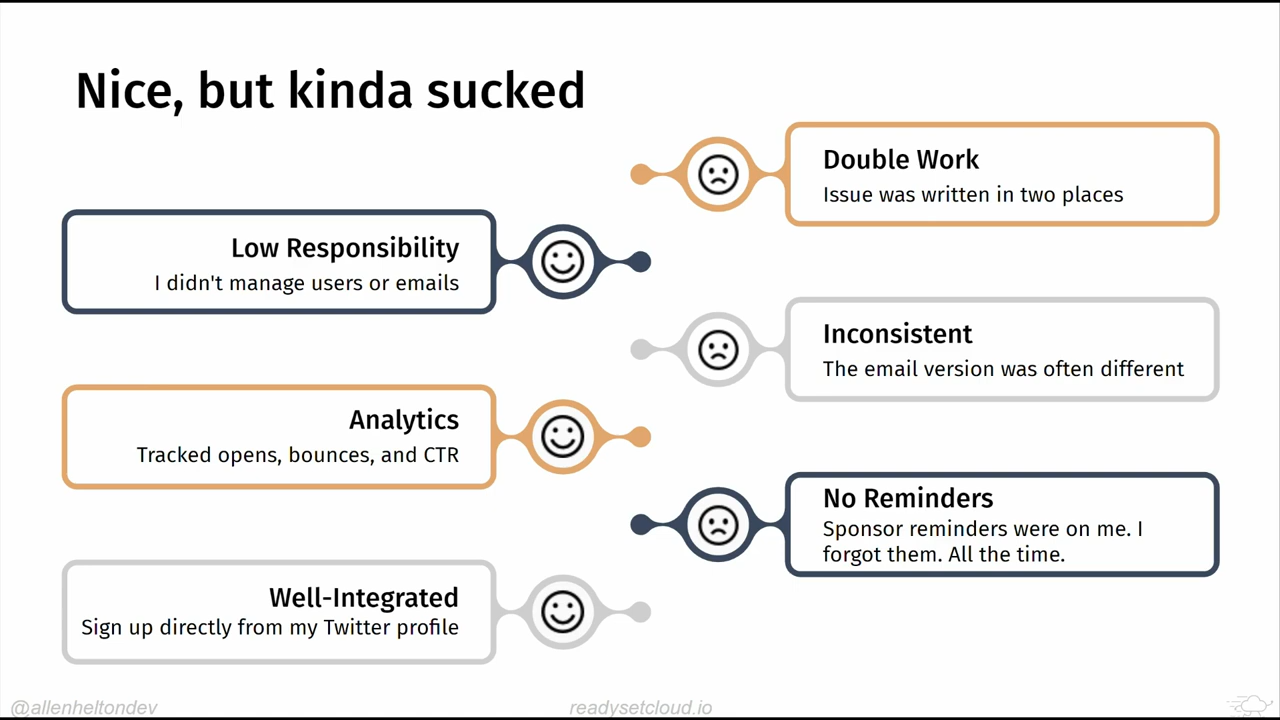 Nice, but kinda sucked
Double Work
Issue was written in two places
Low Responsibility
I didn't manage users or emails
Inconsistent
The email version was often different
Analytics
Tracked opens, bounces, and CTR
No Reminders
Sponsor reminders were on me. I
forgot them. All the time.
Well-Integrated
Sign up directly from my Twitter profile
@allenheltondev
readysetcloud.io